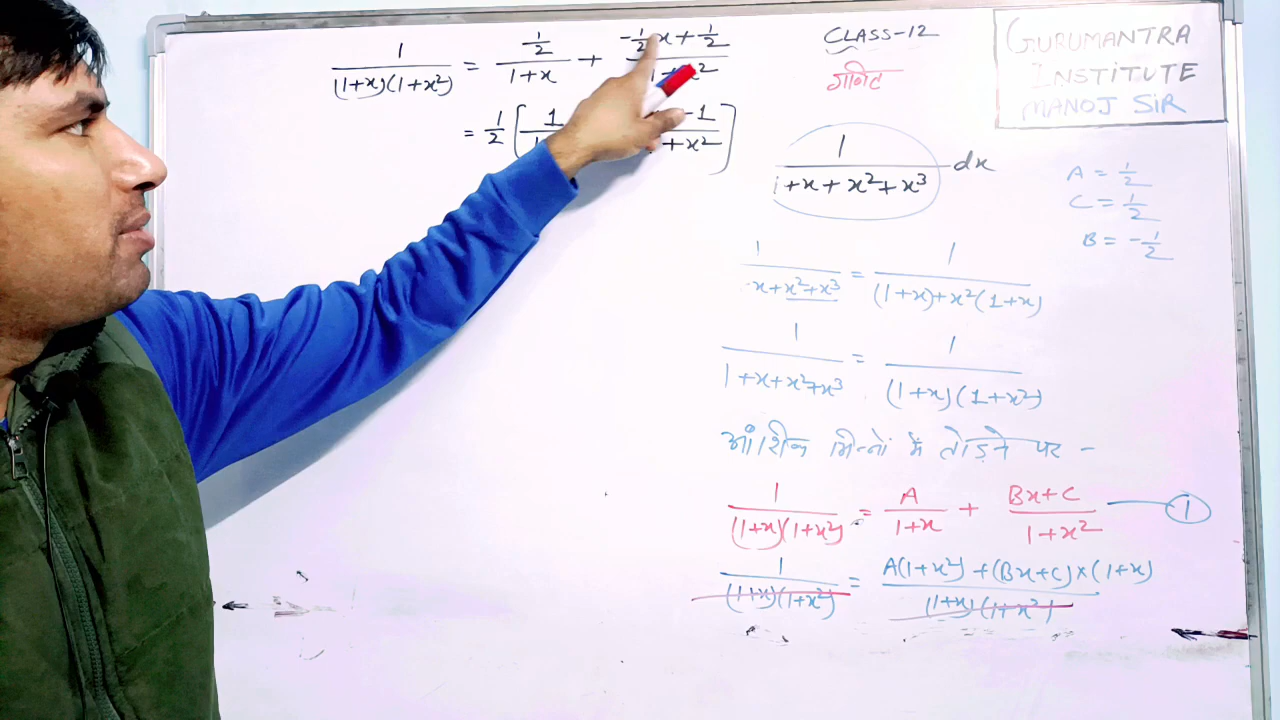 1/((1+x)(1+x²)) = (1/2)/(1+x) + (-1/2 x + 1/2)/(1+x²)
= 1/2 [ 1
-1
+x² ]
CLASS-12
गणित
GURUMANTRA
INSTITUTE
MANOJ SIR
1/(1+x+x²+x³) dx
A = 1/2
C = 1/2
B = -1/2
1/(x+x²+x³) = 1/((1+x)+x²(1+x))
1/(1+x+x²+x³) = 1/((1+x)(1+x²))
आंशिक भिन्नों में तोड़ने पर -
1/((1+x)(1+x²)) = A/(1+x) + (Bx+C)/(1+x²) — 1
1/((1+x)(1+x²)) = (A(1+x²)+(Bx+C)×(1+x))/((1+x)(1+x²))